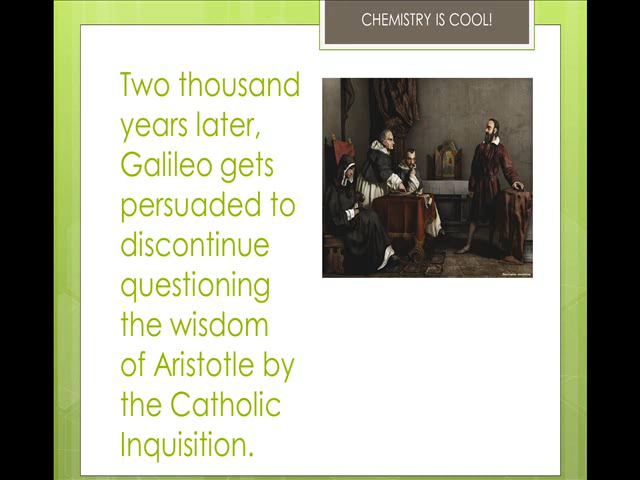 CHEMISTRY IS COOL!
Two thousand
years later,
Galileo gets
persuaded to
discontinue
questioning
the wisdom
of Aristotle by
the Catholic
Inquisition.